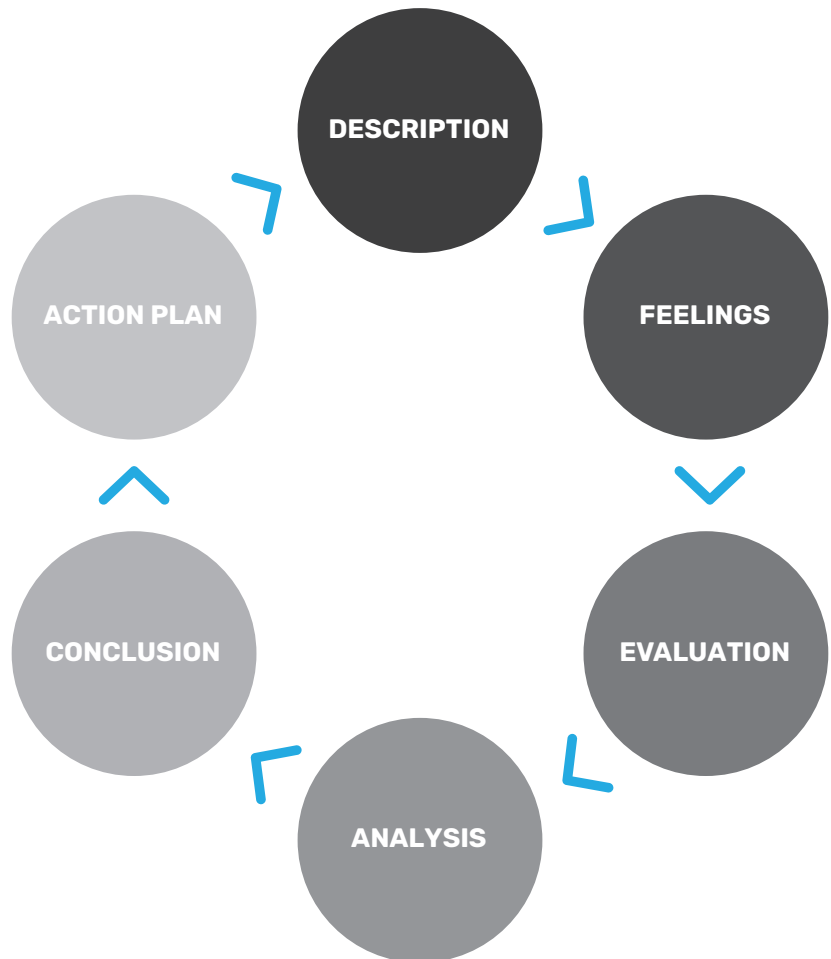 DESCRIPTION
FEELINGS
EVALUATION
ANALYSIS
CONCLUSION
ACTION PLAN